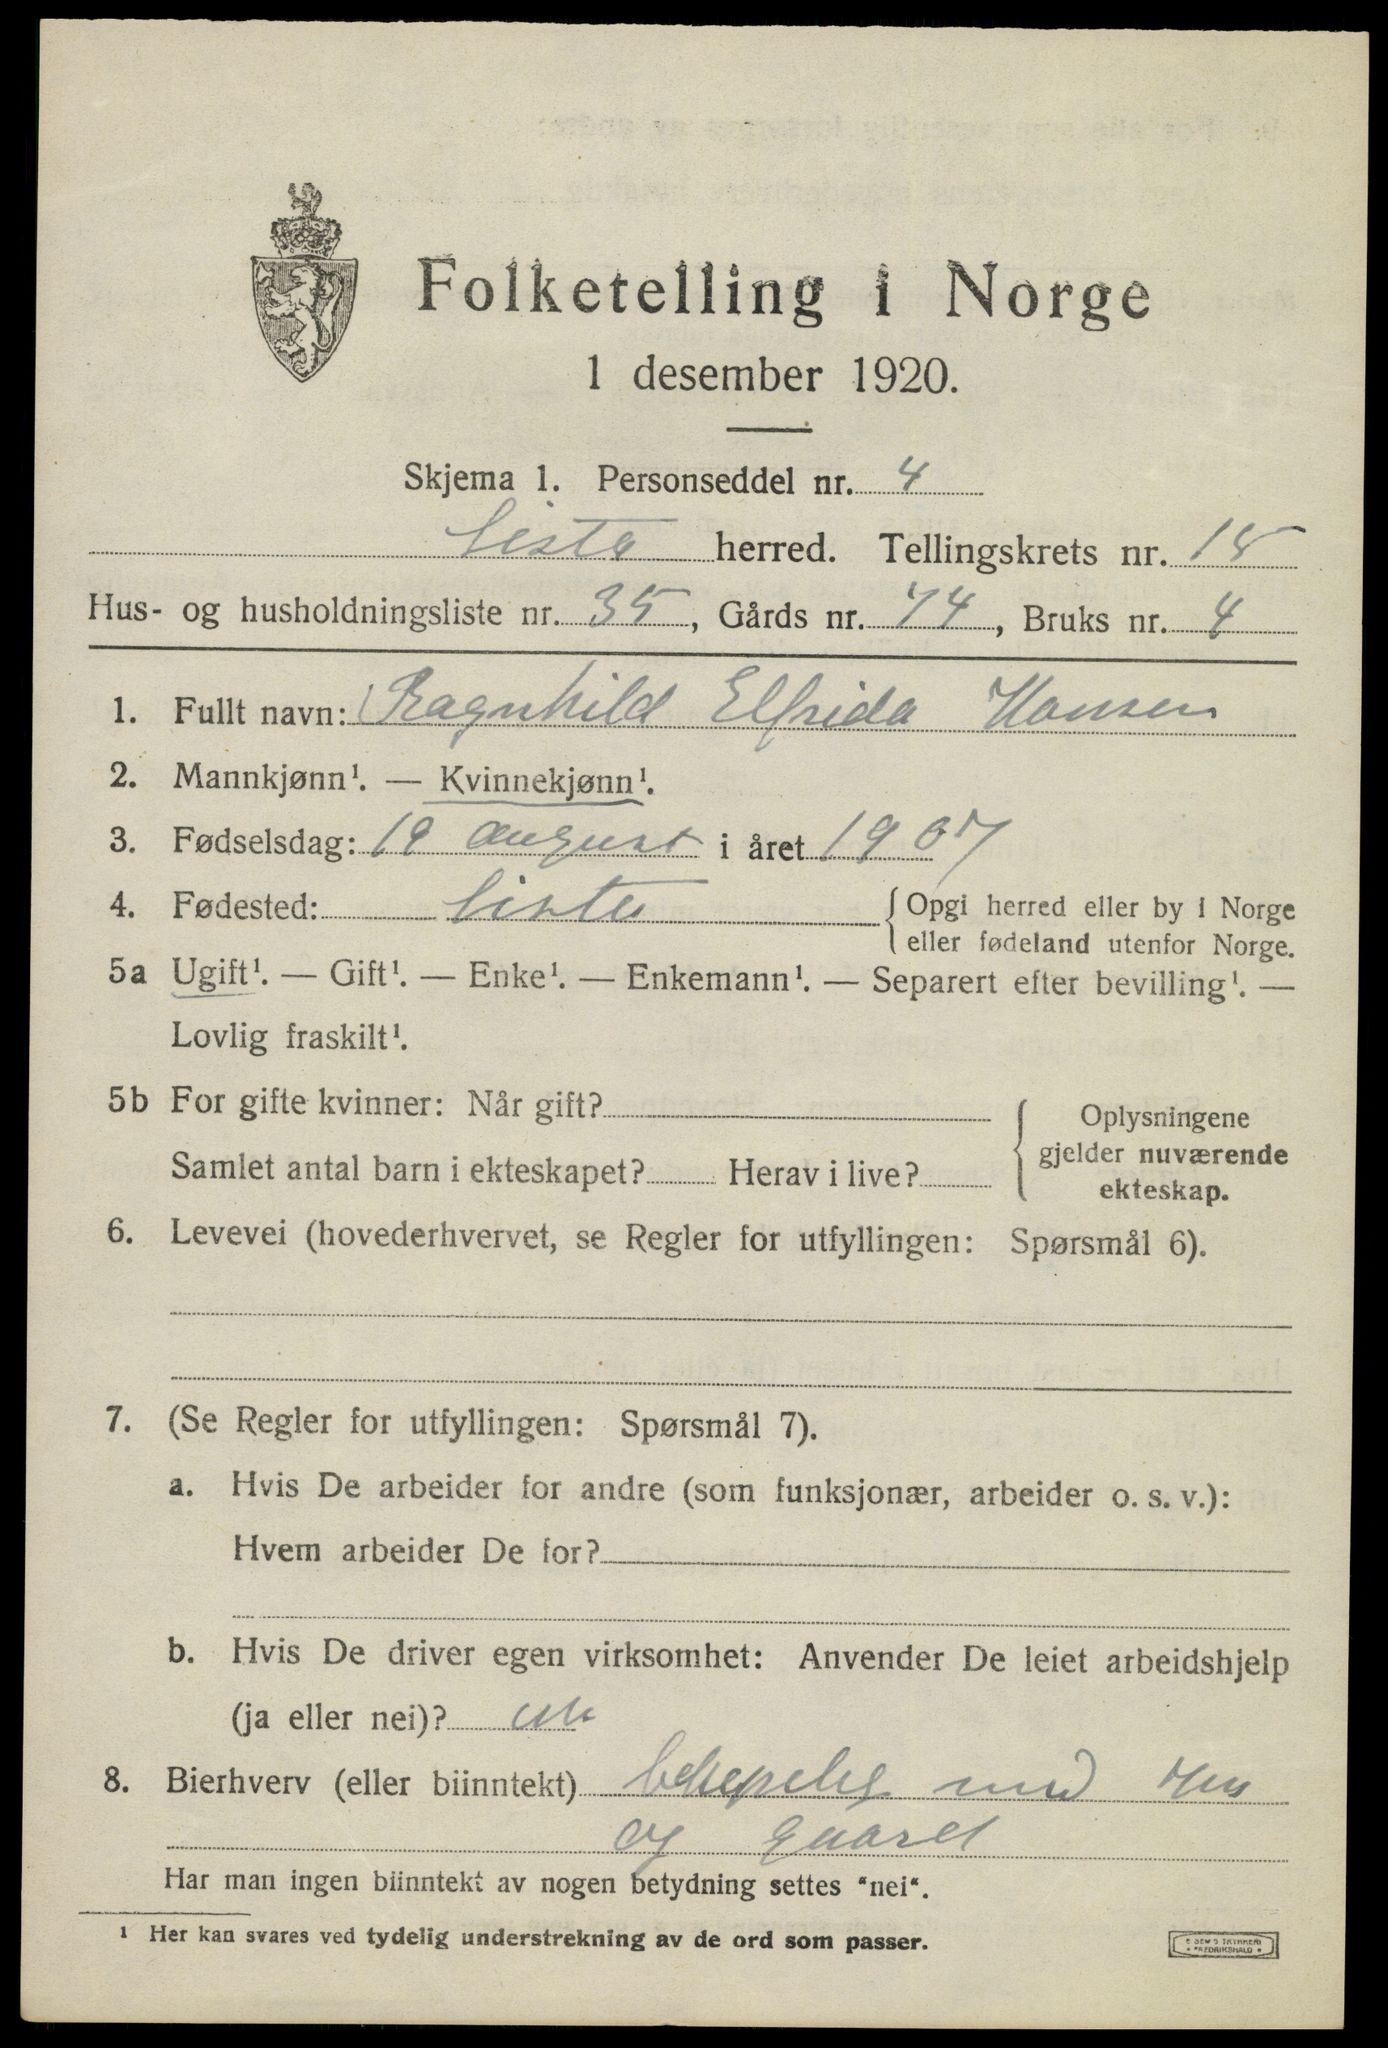 Folketelling i Norge
1 desember 1920.
Skjema 1. Personseddel nr. 4
Lista herred. Tellingskrets nr. 15
Hus- og husholdningsliste nr. 35, Gårds nr. 74, Bruks nr. 4
1. Fullt navn: Ragnhild Elfrida Hansen
2. Mannkjønn¹. — Kvinnekjønn¹.
3. Fødselsdag: 19 august i året 1907
4. Fødested: Lista {Opgi herred eller by i Norge
eller fødeland utenfor Norge.
5a Ugift¹. — Gift¹. — Enke¹. — Enkemann¹. — Separert efter bevilling¹. —
Lovlig fraskilt¹.
5b For gifte kvinner: Når gift?
Samlet antal barn i ekteskapet? Herav i live?
{Oplysningene
gjelder nuværende
ekteskap.
6. Levevei (hovederhvervet, se Regler for utfyllingen: Spørsmål 6).
7. (Se Regler for utfyllingen: Spørsmål 7).
a. Hvis De arbeider for andre (som funksjonær, arbeider o. s. v.):
Hvem arbeider De for?
b. Hvis De driver egen virksomhet: Anvender De leiet arbeidshjelp
(ja eller nei)?
8. Bierhverv (eller biinntekt) med Hus
og
Har man ingen biinntekt av nogen betydning settes "nei".
¹ Her kan svares ved tydelig understrekning av de ord som passer.